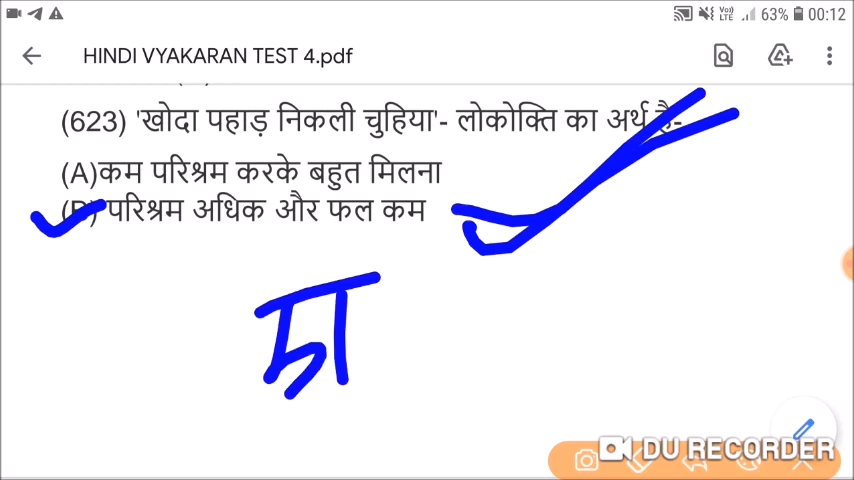 63% 00:12
HINDI VYAKARAN TEST 4.pdf
(623) 'खोदा पहाड़ निकली चुहिया'- लोकोक्ति का अर्थ है-
(A)कम परिश्रम करके बहुत मिलना
(B) परिश्रम अधिक और फल कम
DU RECORDER